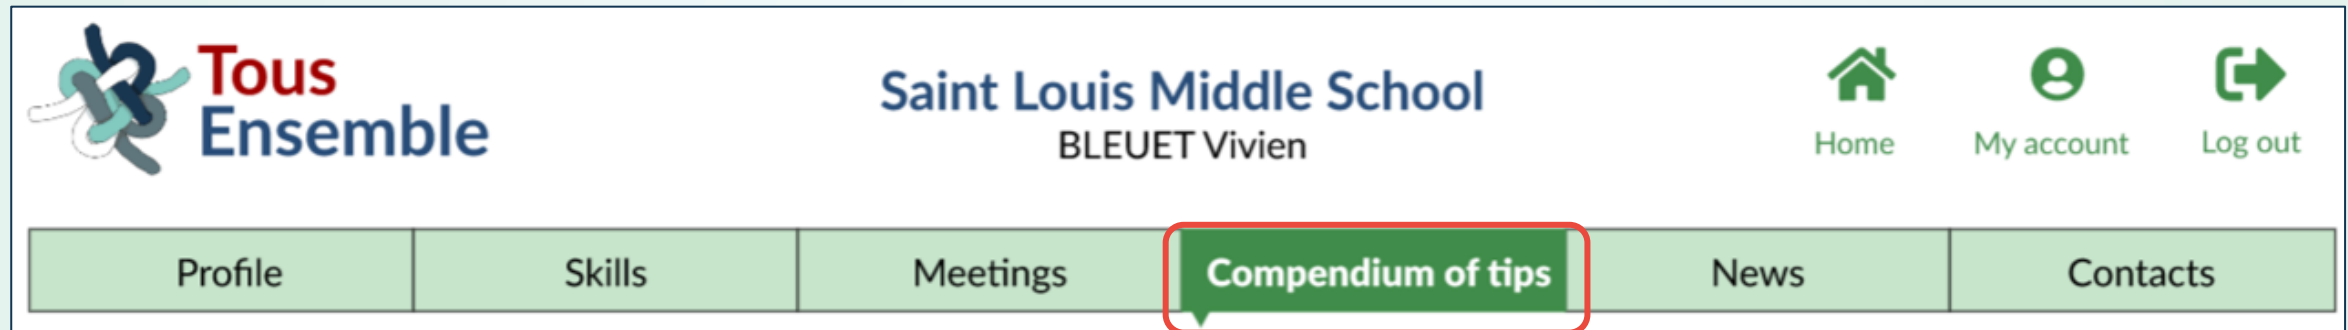 Tous
Ensemble
Saint Louis Middle School
BLEUET Vivien
Home
My account
Log out
Profile
Skills
Meetings
Compendium of tips
News
Contacts